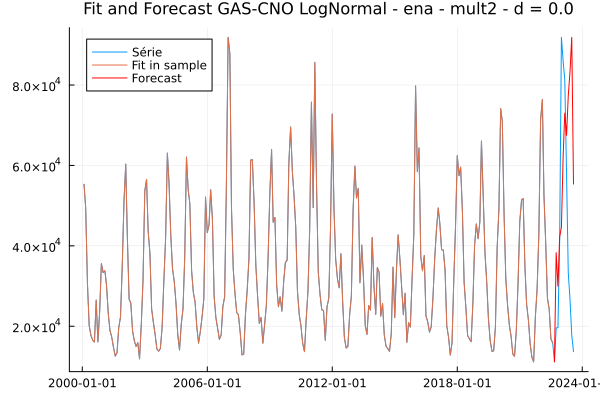 Fit and Forecast GAS-CNO LogNormal - ena - mult2 - d = 0.0
Série
Fit in sample
Forecast
8.0×10⁴
6.0×10⁴
4.0×10⁴
2.0×10⁴
2000-01-01 2006-01-01 2012-01-01 2018-01-01 2024-01-